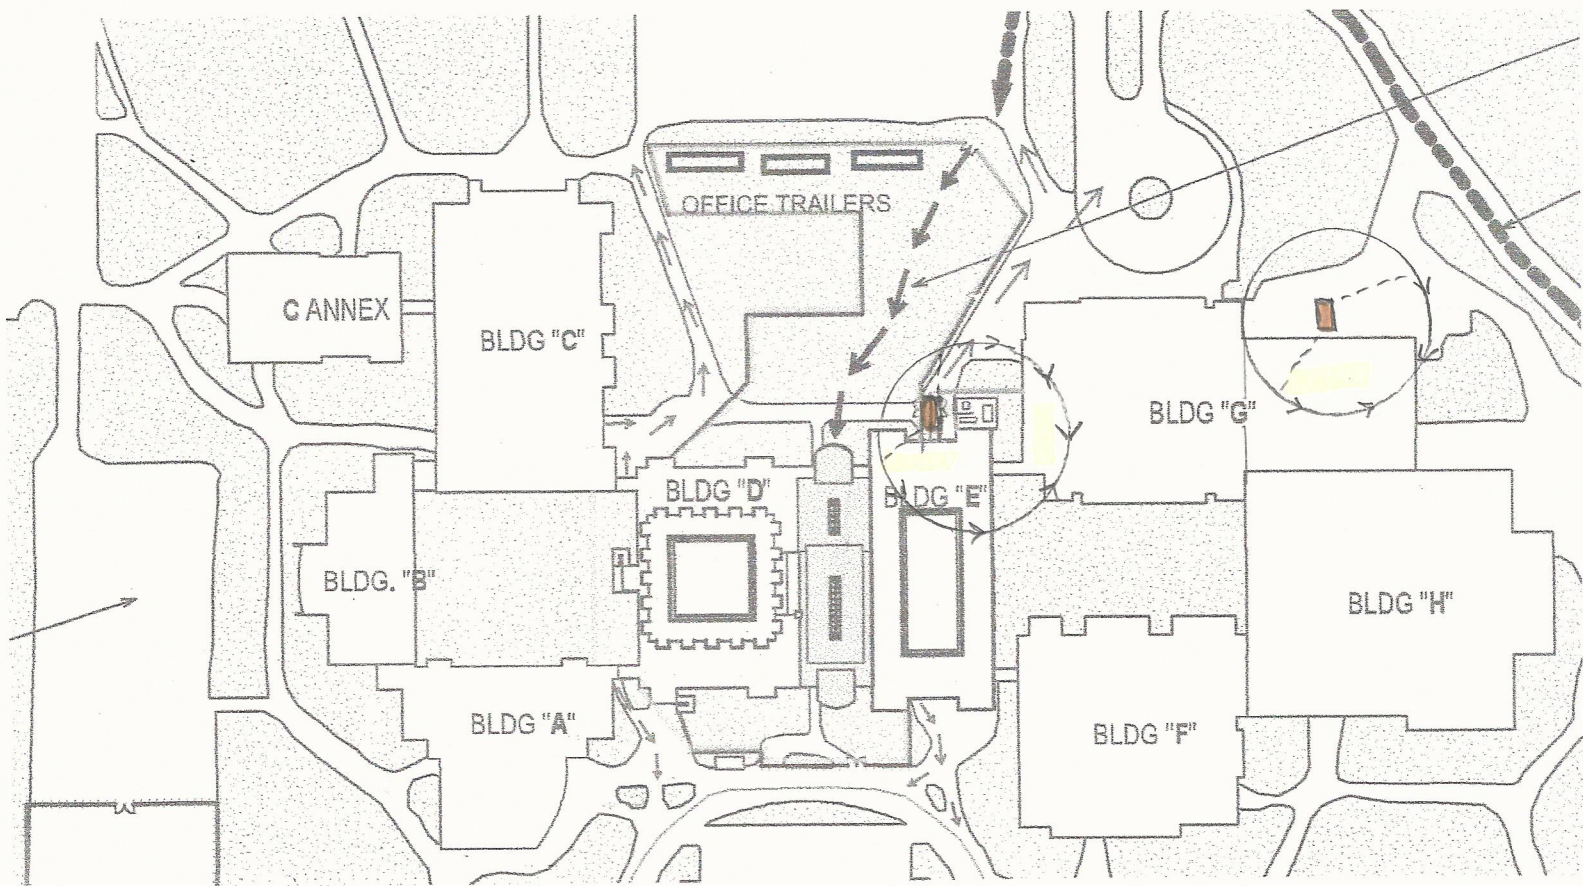 OFFICE TRAILERS
C ANNEX
BLDG "C"
BLDG "G"
BLDG "D"
BLDG "E"
BLDG. "B"
BLDG "H"
BLDG "A"
BLDG "F"